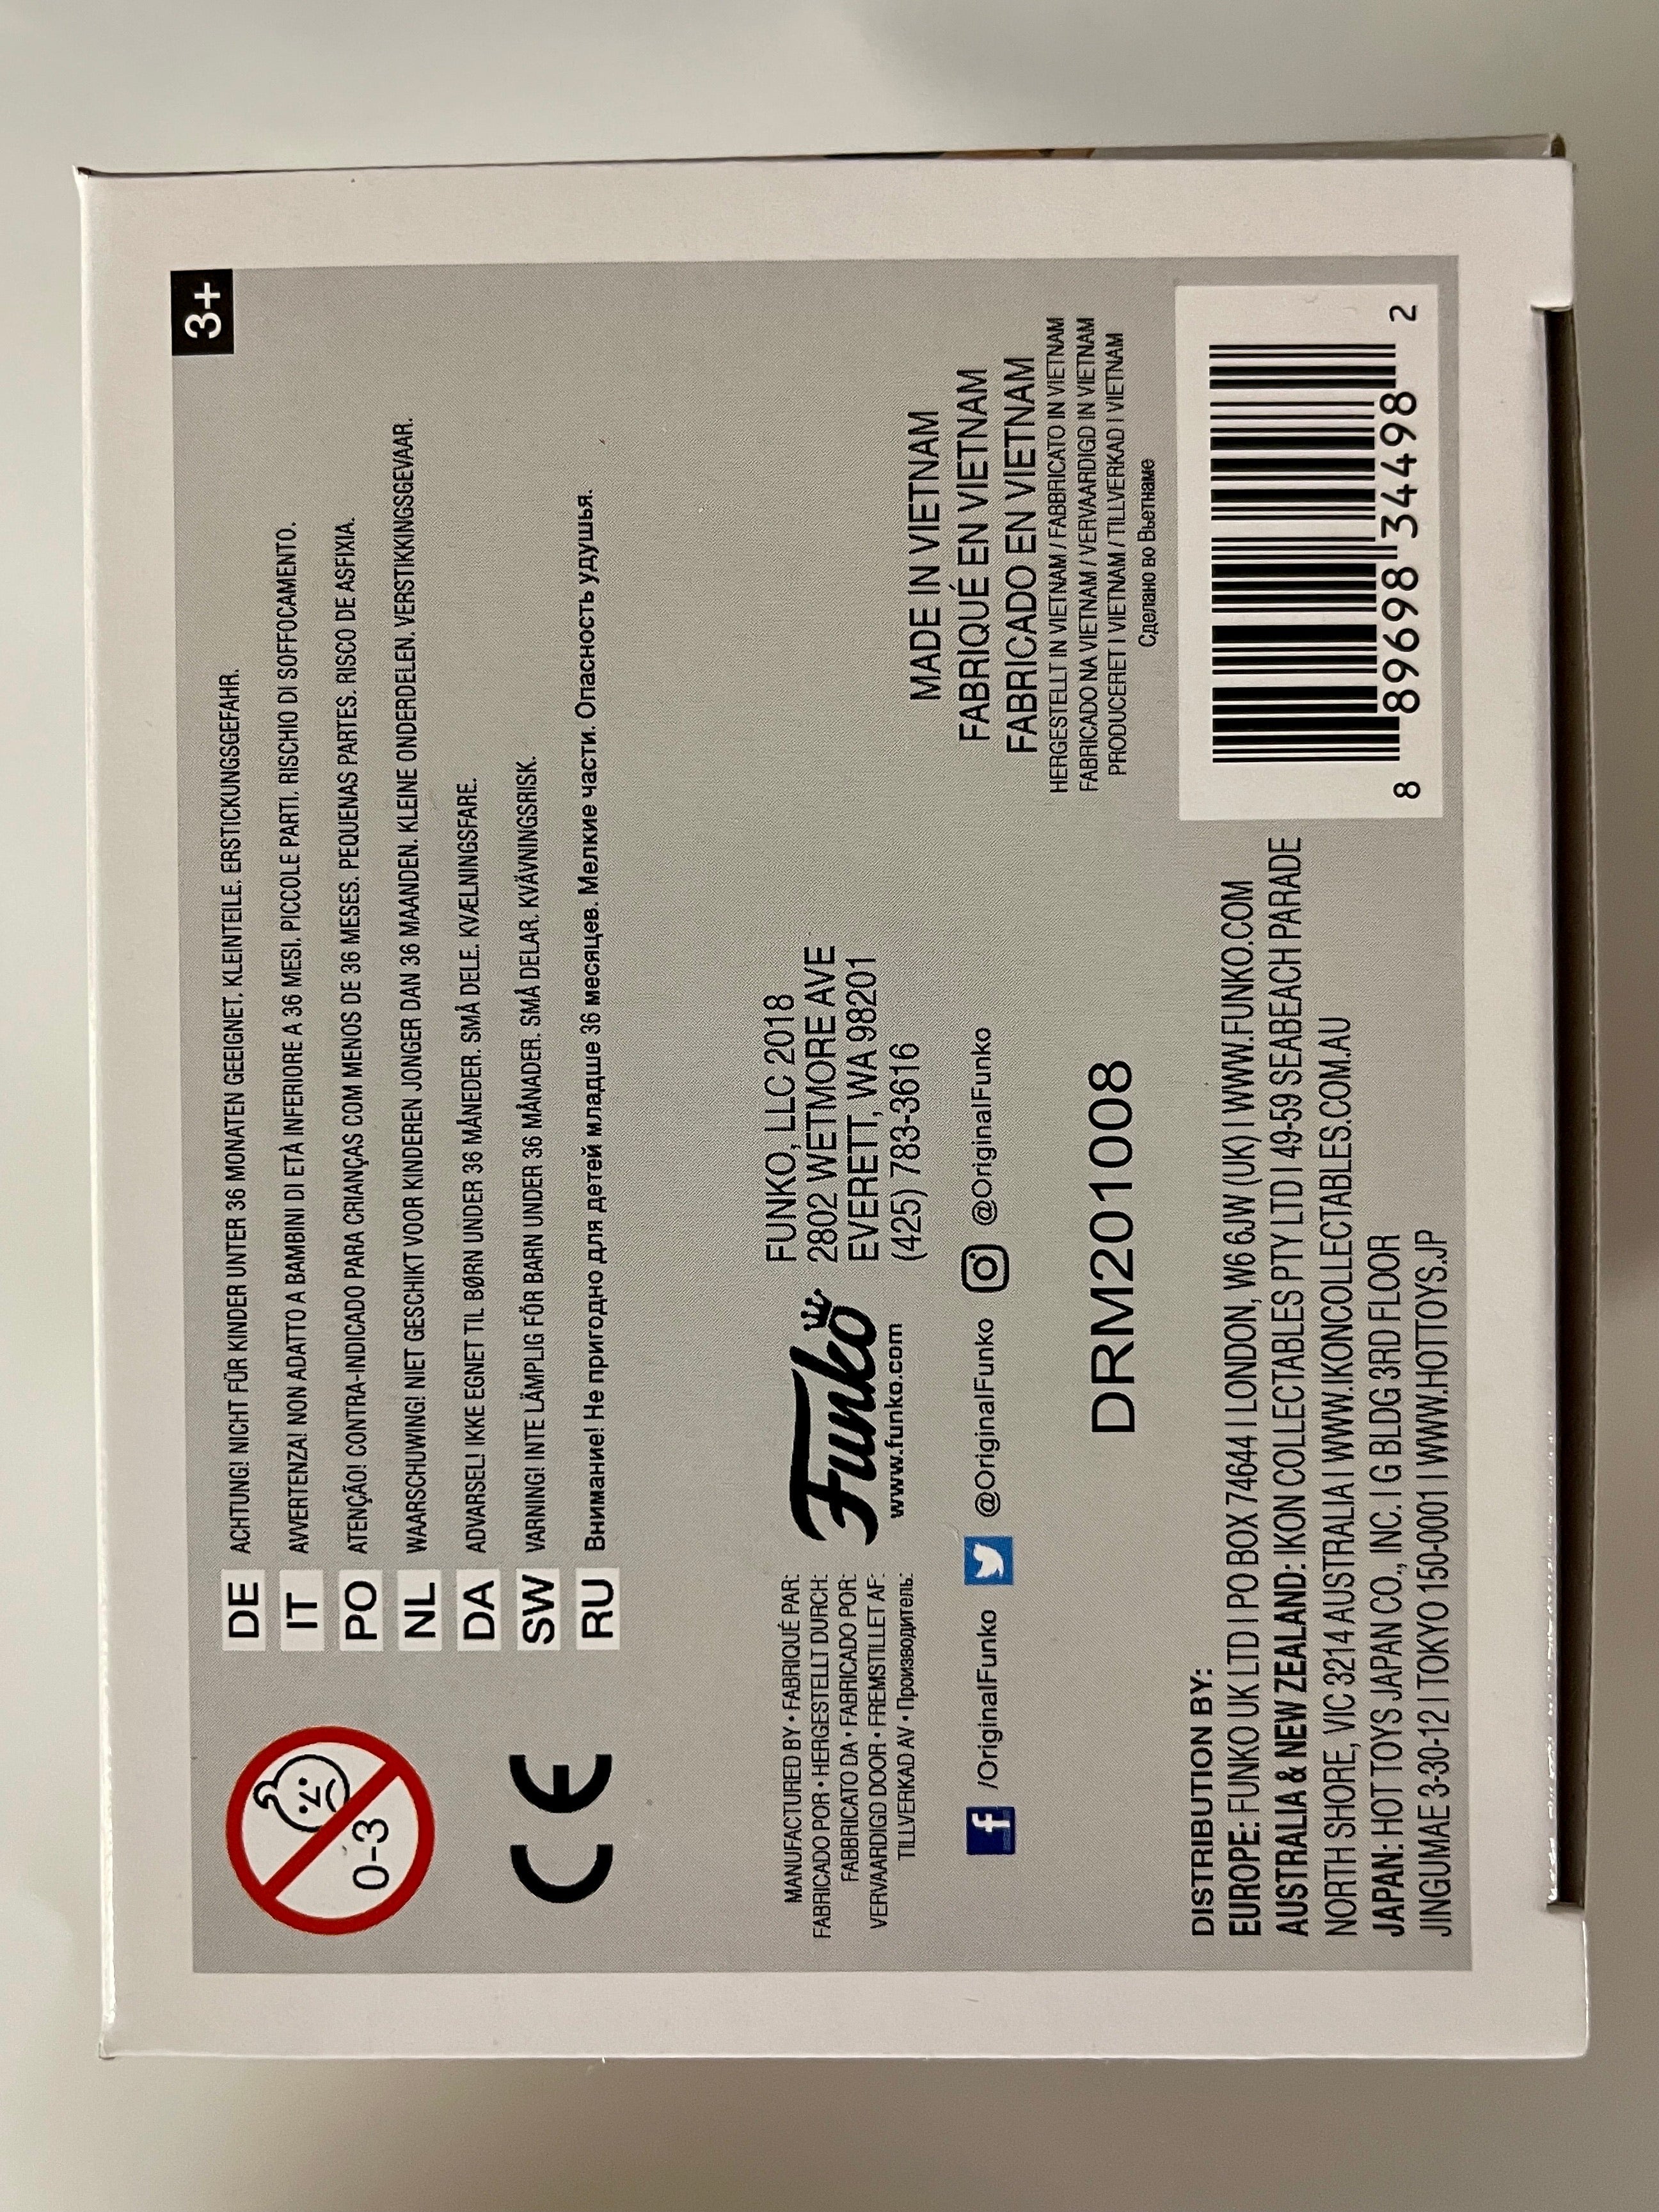 3+
0-3
DE ACHTUNG! NICHT FÜR KINDER UNTER 36 MONATEN GEEIGNET. KLEINTEILE. ERSTICKUNGSGEFAHR.
IT AVVERTENZA! NON ADATTO A BAMBINI DI ETÀ INFERIORE A 36 MESI. PICCOLE PARTI. RISCHIO DI SOFFOCAMENTO.
PO ATENÇÃO! CONTRA-INDICADO PARA CRIANÇAS COM MENOS DE 36 MESES. PEQUENAS PARTES. RISCO DE ASFIXIA.
NL WAARSCHUWING! NIET GESCHIKT VOOR KINDEREN JONGER DAN 36 MAANDEN. KLEINE ONDERDELEN. VERSTIKKINGSGEVAAR.
DA ADVARSEL! IKKE EGNET TIL BØRN UNDER 36 MÅNEDER. SMÅ DELE. KVÆLNINGSFARE.
SW VARNING! INTE LÄMPLIG FÖR BARN UNDER 36 MÅNADER. SMÅ DELAR. KVÄVNINGSRISK.
RU Внимание! Не пригодно для детей младше 36 месяцев. Мелкие части. Опасность удушья.
CE
MANUFACTURED BY • FABRIQUÉ PAR:
FABRICADO POR • HERGESTELLT DURCH:
FABBRICATO DA • FABRICADO POR:
VERVAARDIGD DOOR • FREMSTILLET AF:
TILLVERKAD AV • Производитель:
Funko
www.funko.com
FUNKO, LLC 2018
2802 WETMORE AVE
EVERETT, WA 98201
(425) 783-3616
f /OriginalFunko @OriginalFunko @OriginalFunko
MADE IN VIETNAM
FABRIQUÉ EN VIETNAM
FABRICADO EN VIETNAM
HERGESTELLT IN VIETNAM / FABBRICATO IN VIETNAM
FABRICADO NA VIETNAM / VERVAARDIGD IN VIETNAM
PRODUCERET I VIETNAM / TILLVERKAD I VIETNAM
Сделано во Вьетнаме
DRM201008
DISTRIBUTION BY:
EUROPE: FUNKO UK LTD | PO BOX 74644 | LONDON, W6 6JW (UK) | WWW.FUNKO.COM
AUSTRALIA & NEW ZEALAND: IKON COLLECTABLES PTY LTD | 49-59 SEABEACH PARADE
NORTH SHORE, VIC 3214 AUSTRALIA | WWW.IKONCOLLECTABLES.COM.AU
JAPAN: HOT TOYS JAPAN CO., INC. | G BLDG 3RD FLOOR
JINGUMAE 3-30-12 | TOKYO 150-0001 | WWW.HOTTOYS.JP
8 89698 34498 2